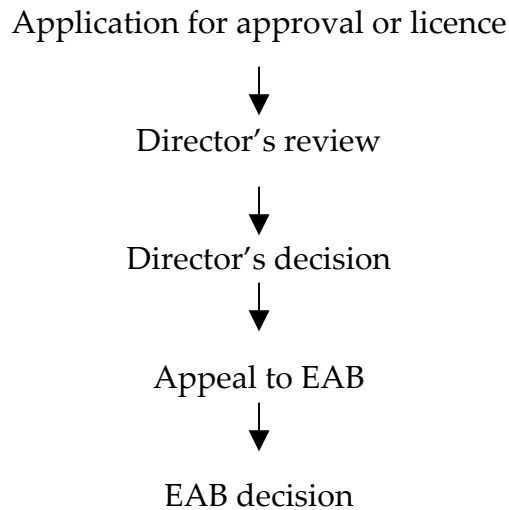 Application for approval or licence
Director’s review
Director’s decision
Appeal to EAB
EAB decision